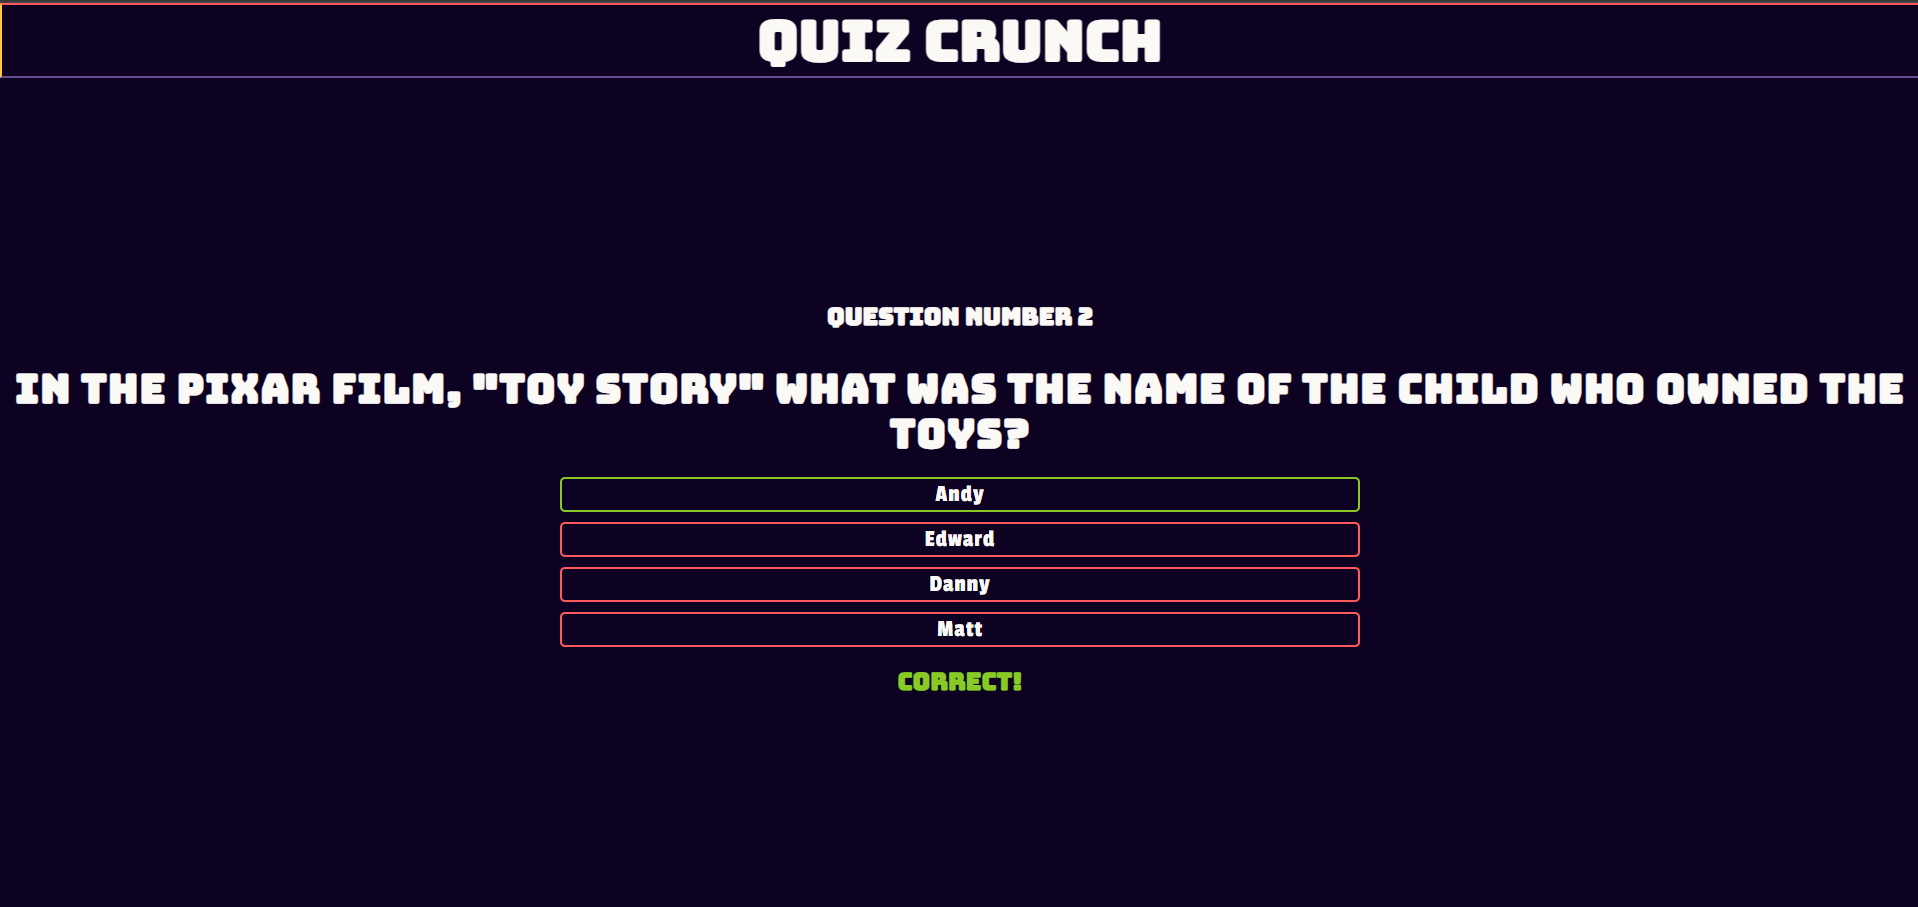 QUIZ CRUNCH
QUESTION NUMBER 2
IN THE PIXAR FILM, "TOY STORY" WHAT WAS THE NAME OF THE CHILD WHO OWNED THE
TOYS?
Andy
Edward
Danny
Matt
CORRECT!